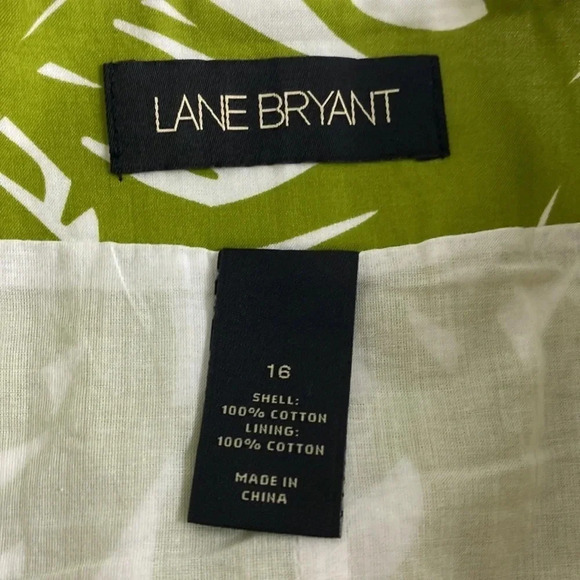 LANE BRYANT
16
SHELL:
100% COTTON
LINING:
100% COTTON
MADE IN
CHINA